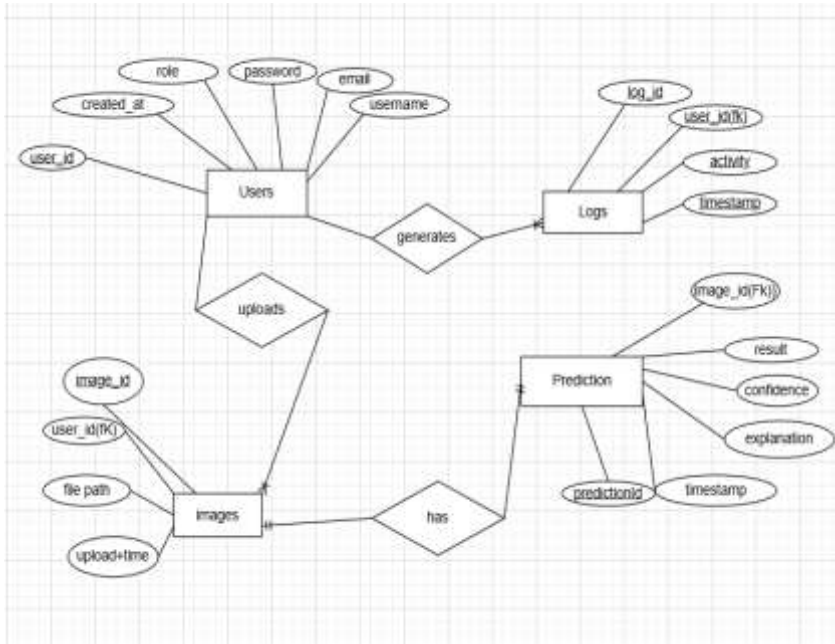 role
password
email
created_at
username
user_id
Users
log_id
user_id(fk)
activity
timestamp
Logs
generates
uploads
image_id(Fk)
result
Prediction
confidence
explanation
predictionId
timestamp
image_id
user_id(fK)
file path
images
upload+time
has